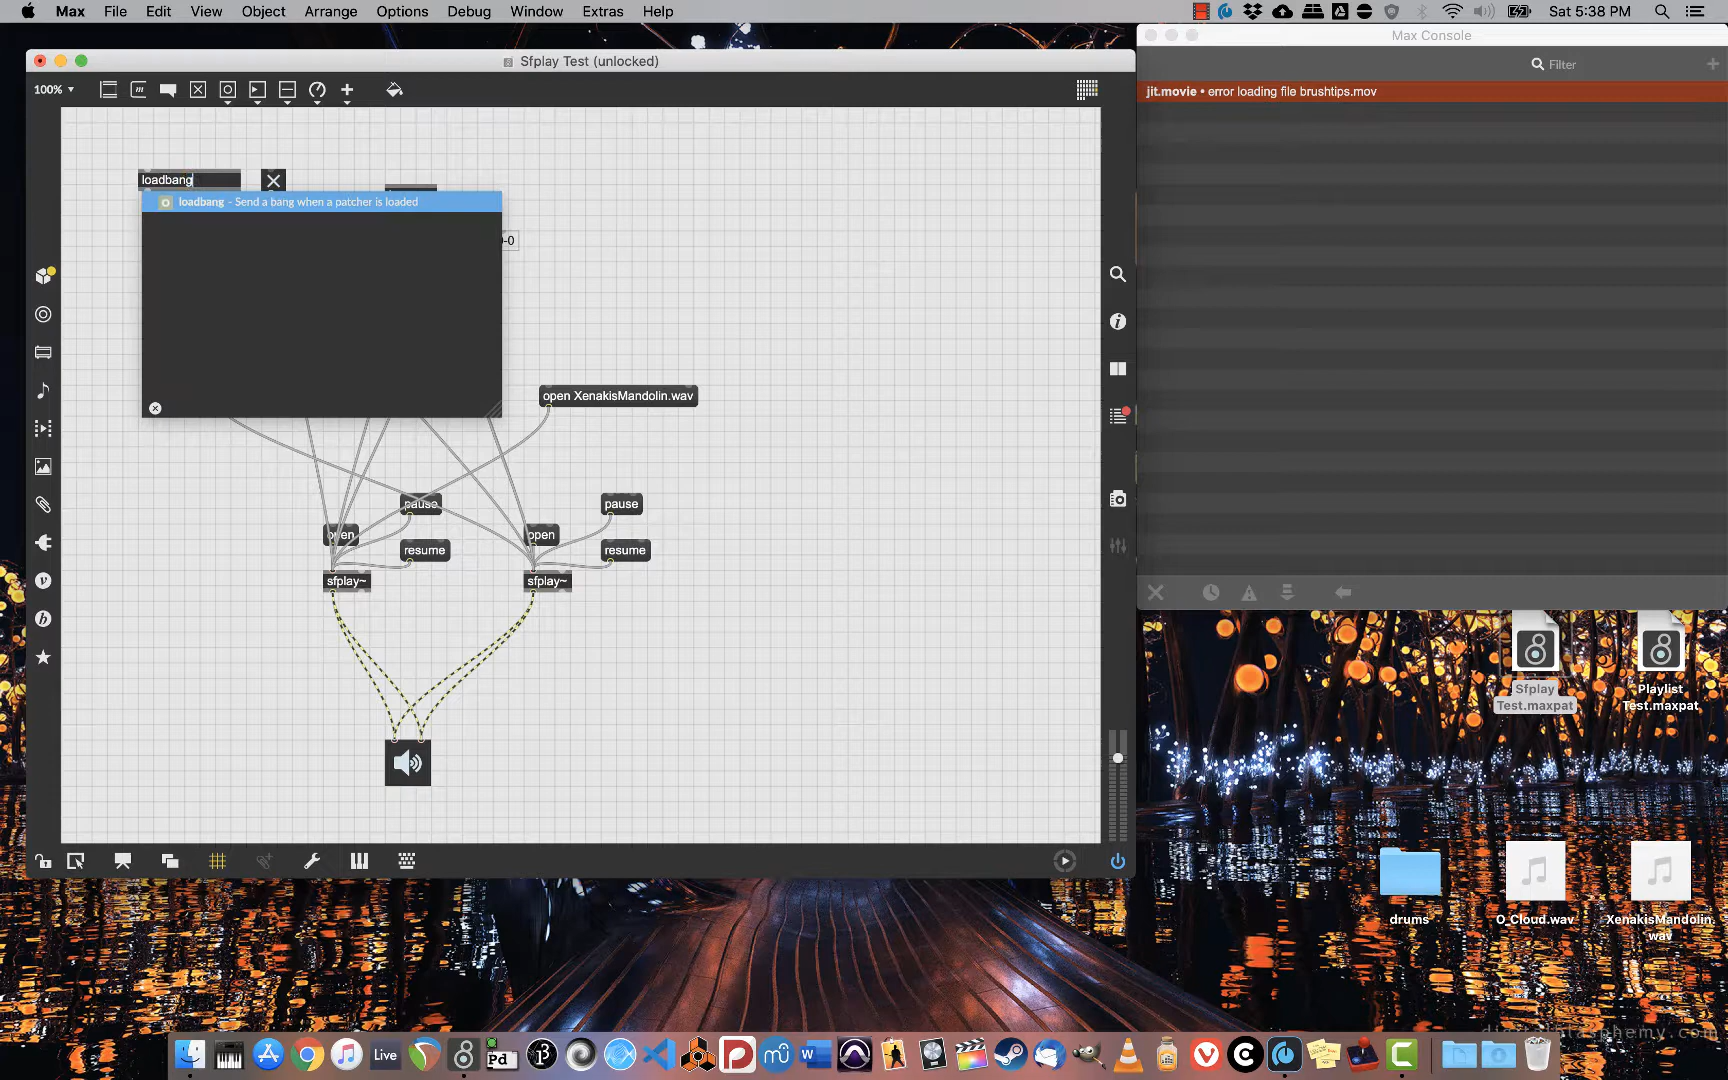 Max File Edit View Object Arrange Options Debug Window Extras Help
Sat 5:38 PM
Sfplay Test (unlocked)
Max Console
100%
Filter
jit.movie • error loading file brushtips.mov
loadbang
loadbang - Send a bang when a patcher is loaded
-0
open XenakisMandolin.wav
pause
pause
open
open
resume
resume
sfplay~
sfplay~
Sfplay
Test.maxpat
Playlist
Test.maxpat
drums
O_Cloud.wav
XenakisMandolin.
wav
Live
Pd